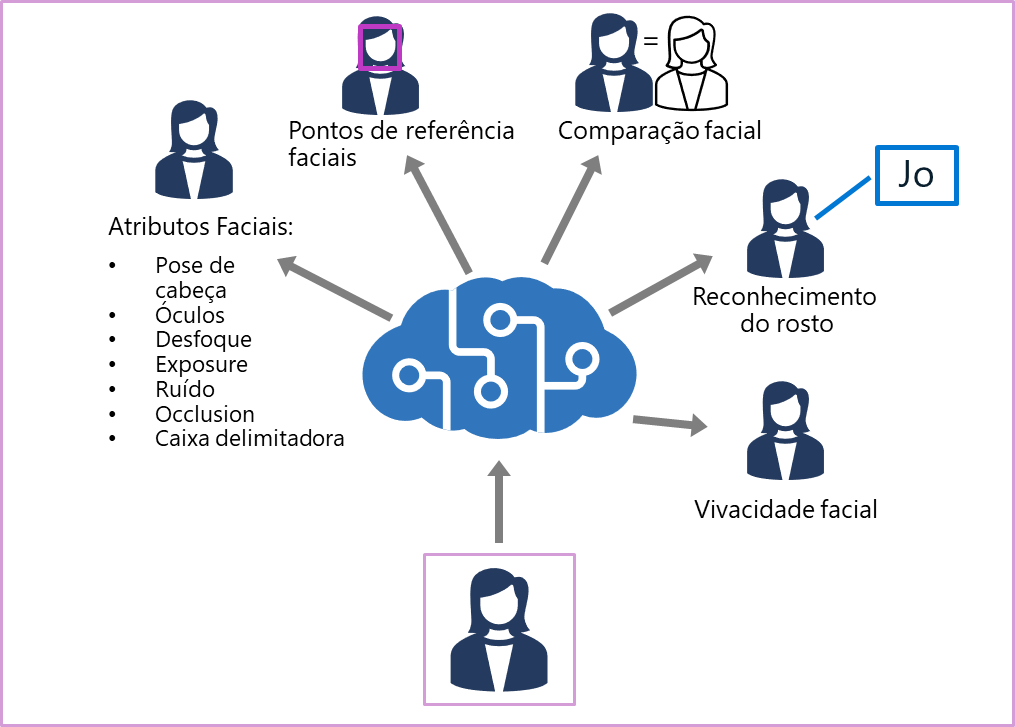 Pontos de referência
faciais
=
Comparação facial
Jo
Atributos Faciais:
• Pose de
cabeça
• Óculos
• Desfoque
• Exposure
• Ruído
• Occlusion
• Caixa delimitadora
Reconhecimento
do rosto
Vivacidade facial